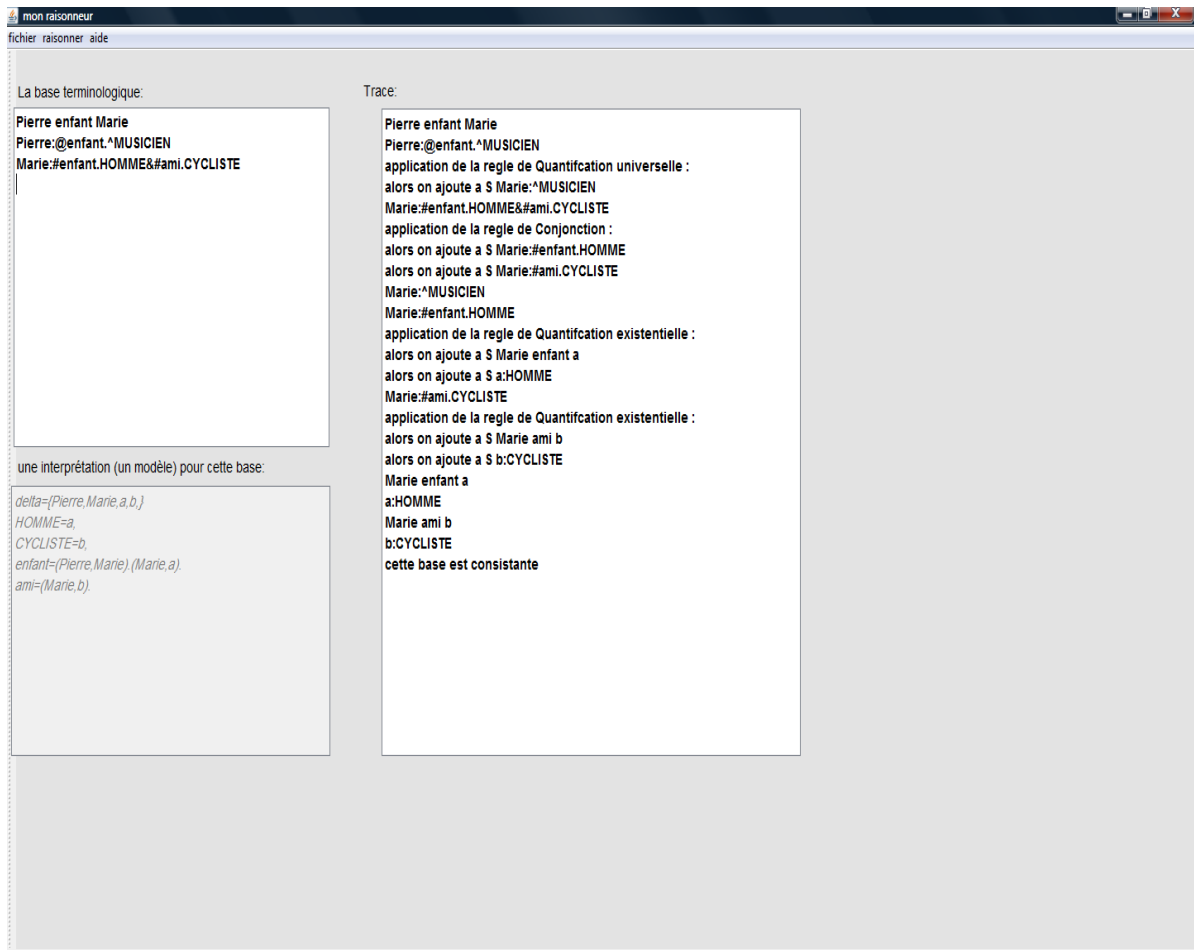 mon raisonneur
fichier raisonner aide
La base terminologique:
Pierre enfant Marie
Pierre:@enfant.^MUSICIEN
Marie:#enfant.HOMME&#ami.CYCLISTE
une interprétation (un modèle) pour cette base:
delta={Pierre,Marie,a,b,}
HOMME=a,
CYCLISTE=b,
enfant=(Pierre,Marie).(Marie,a).
ami=(Marie,b).
Trace:
Pierre enfant Marie
Pierre:@enfant.^MUSICIEN
application de la regle de Quantifcation universelle :
alors on ajoute a S Marie:^MUSICIEN
Marie:#enfant.HOMME&#ami.CYCLISTE
application de la regle de Conjonction :
alors on ajoute a S Marie:#enfant.HOMME
alors on ajoute a S Marie:#ami.CYCLISTE
Marie:^MUSICIEN
Marie:#enfant.HOMME
application de la regle de Quantifcation existentielle :
alors on ajoute a S Marie enfant a
alors on ajoute a S a:HOMME
Marie:#ami.CYCLISTE
application de la regle de Quantifcation existentielle :
alors on ajoute a S Marie ami b
alors on ajoute a S b:CYCLISTE
Marie enfant a
a:HOMME
Marie ami b
b:CYCLISTE
cette base est consistante